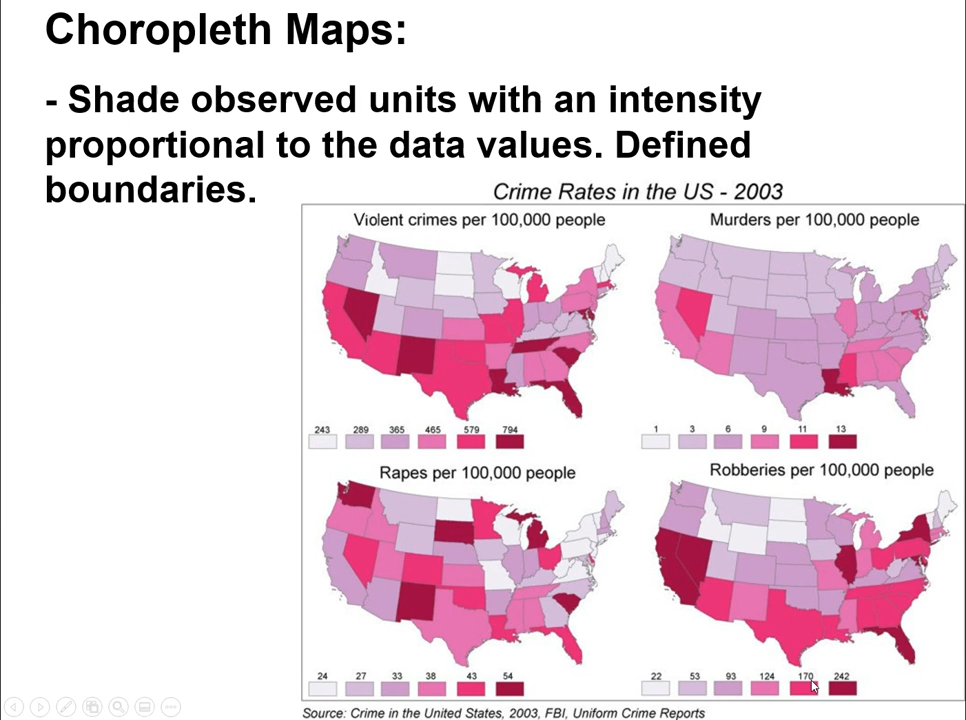 Choropleth Maps:
- Shade observed units with an intensity
proportional to the data values. Defined
boundaries.
Crime Rates in the US - 2003
Violent crimes per 100,000 people
243 289 365 465 579 794
Murders per 100,000 people
1 3 6 9 11 13
Rapes per 100,000 people
24 27 33 38 43 54
Robberies per 100,000 people
22 53 93 124 170 242
Source: Crime in the United States, 2003, FBI, Uniform Crime Reports